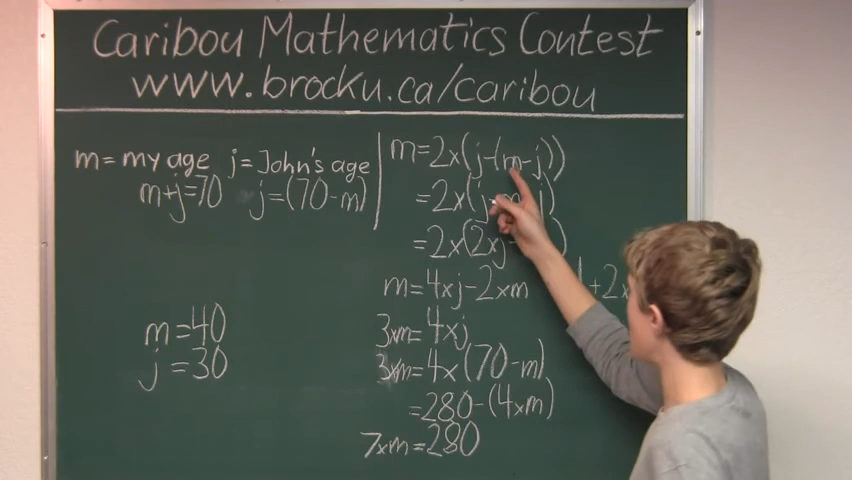 Caribou Mathematics Contest
www.brocku.ca/caribou
m = my age j = John's age
m+j=70 j=(70-m)
m=40
j=30
m=2x(j-(m-j))
=2x(j-m j)
=2x(2xj- )
m=4xj-2xm +2x
3xm=4xj
3xm=4x(70-m)
=280-(4xm)
7xm=280